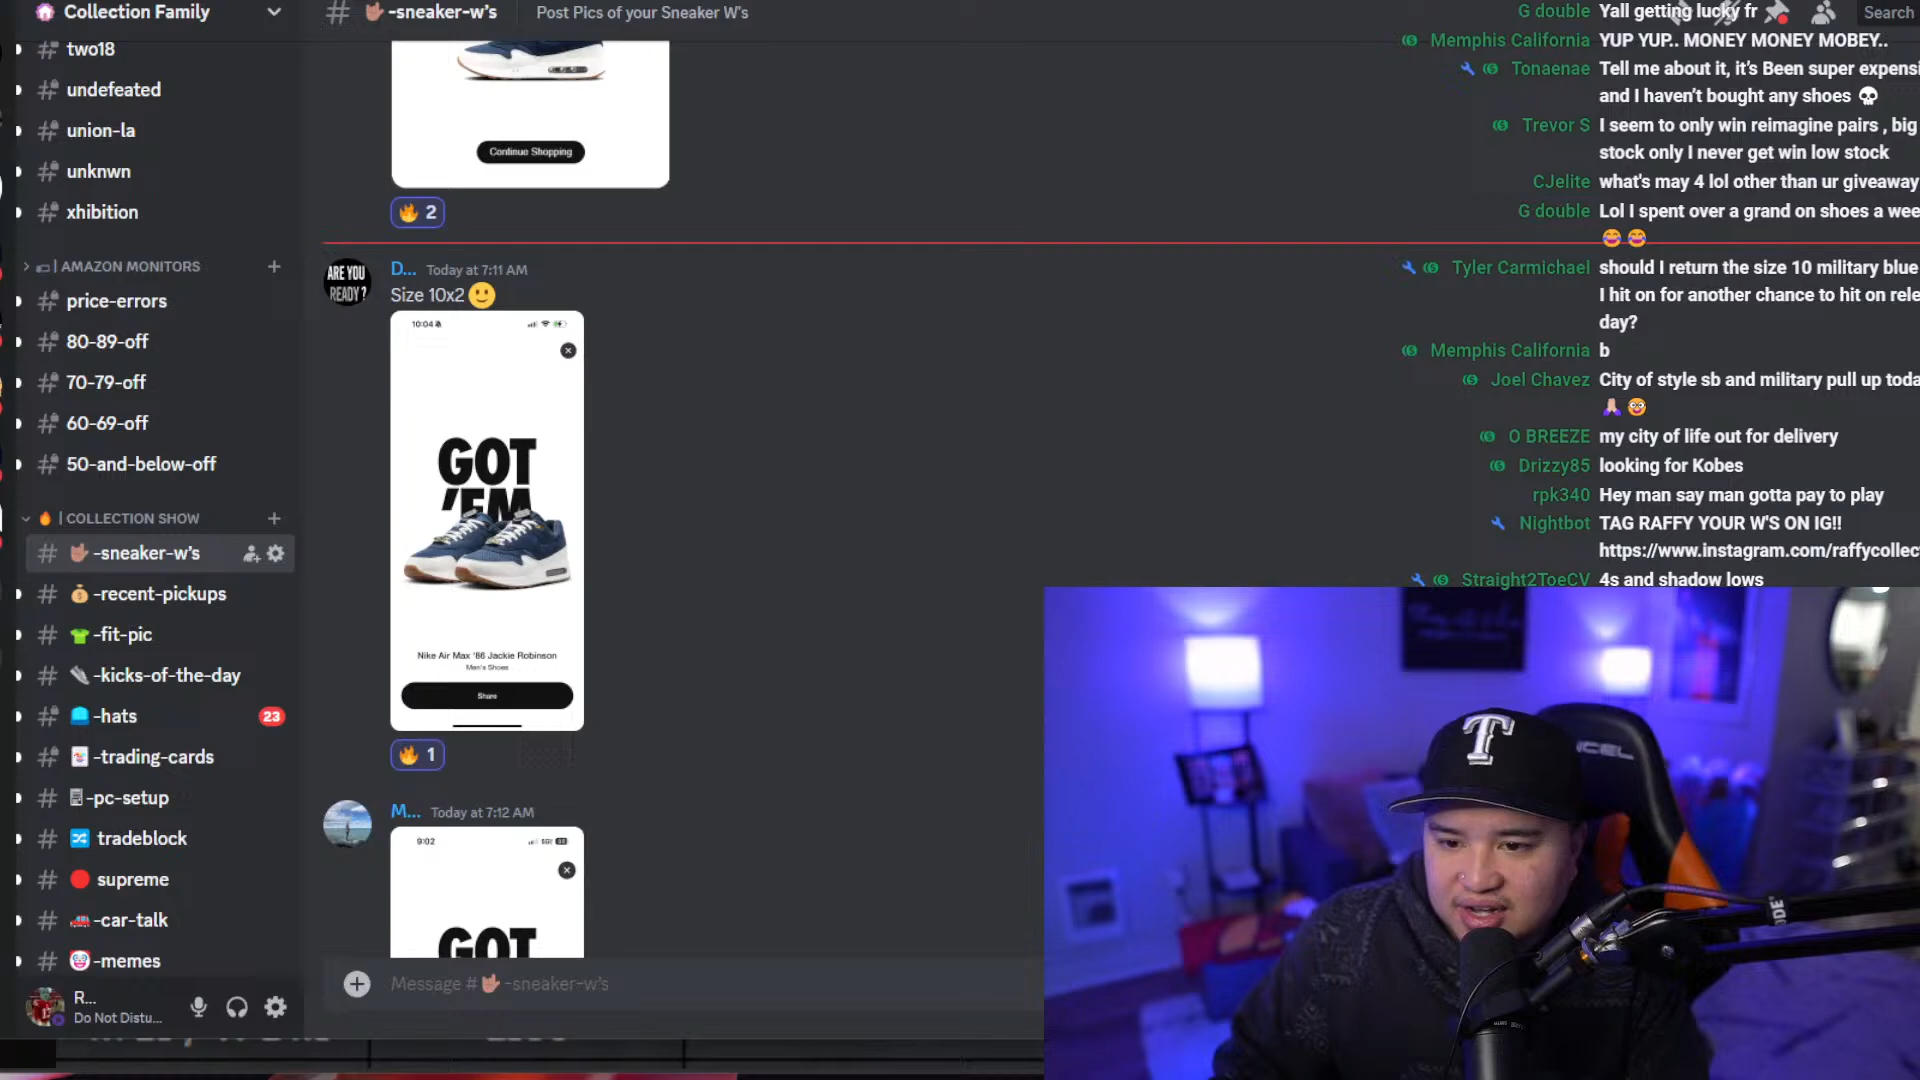 Collection Family
two18
undefeated
union-la
unknwn
xhibition
AMAZON MONITORS
price-errors
80-89-off
70-79-off
60-69-off
50-and-below-off
COLLECTION SHOW
-sneaker-w's
-recent-pickups
-fit-pic
-kicks-of-the-day
-hats
23
-trading-cards
-pc-setup
tradeblock
supreme
-car-talk
-memes
R...
Do Not Distu...
-sneaker-w's
Post Pics of your Sneaker W's
Continue Shopping
🔥 2
ARE YOU
READY?
D... Today at 7:11 AM
Size 10x2 🙂
10:04
GOT
'EM
Nike Air Max '86 Jackie Robinson
Men's Shoes
Share
🔥 1
M... Today at 7:12 AM
9:02
GOT
Message # -sneaker-w's
Search
G double Yall getting lucky fr
Memphis California YUP YUP.. MONEY MONEY MOBEY..
Tonaenae Tell me about it, it's Been super expensi
and I haven't bought any shoes 💀
Trevor S I seem to only win reimagine pairs , big
stock only I never get win low stock
CJelite what's may 4 lol other than ur giveaway
G double Lol I spent over a grand on shoes a wee
😂 😂
Tyler Carmichael should I return the size 10 military blue
I hit on for another chance to hit on rele
day?
Memphis California b
Joel Chavez City of style sb and military pull up toda
O BREEZE my city of life out for delivery
Drizzy85 looking for Kobes
rpk340 Hey man say man gotta pay to play
Nightbot TAG RAFFY YOUR W'S ON IG!!
https://www.instagram.com/raffycollec
Straight2ToeCV 4s and shadow lows
T